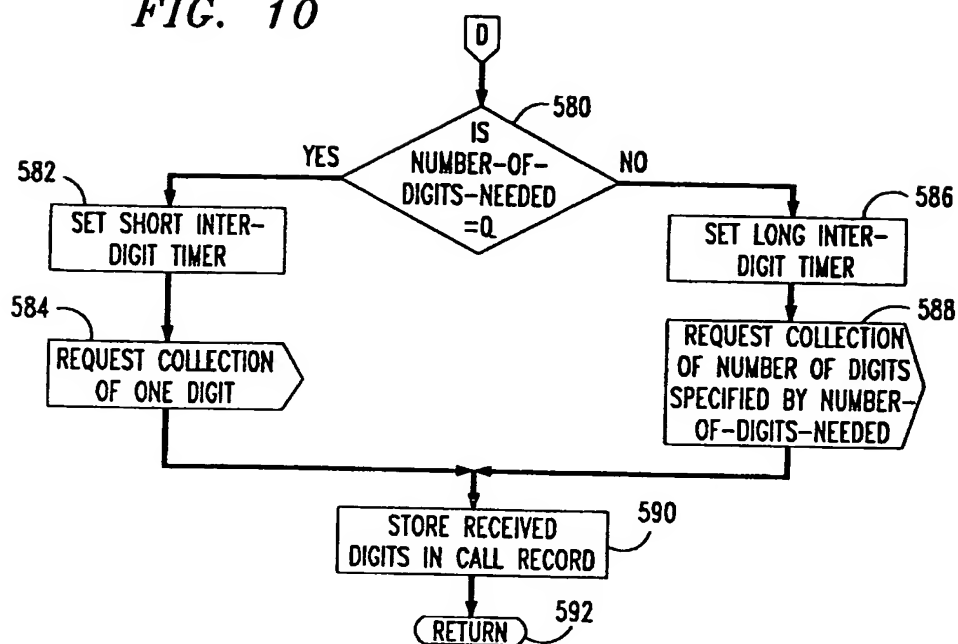 FIG. 10
D
580
IS
NUMBER-OF-
DIGITS-NEEDED
=Q
YES
NO
582
SET SHORT INTER-
DIGIT TIMER
586
SET LONG INTER-
DIGIT TIMER
584
REQUEST COLLECTION
OF ONE DIGIT
588
REQUEST COLLECTION
OF NUMBER OF DIGITS
SPECIFIED BY NUMBER-
OF-DIGITS-NEEDED
590
STORE RECEIVED
DIGITS IN CALL RECORD
RETURN
592